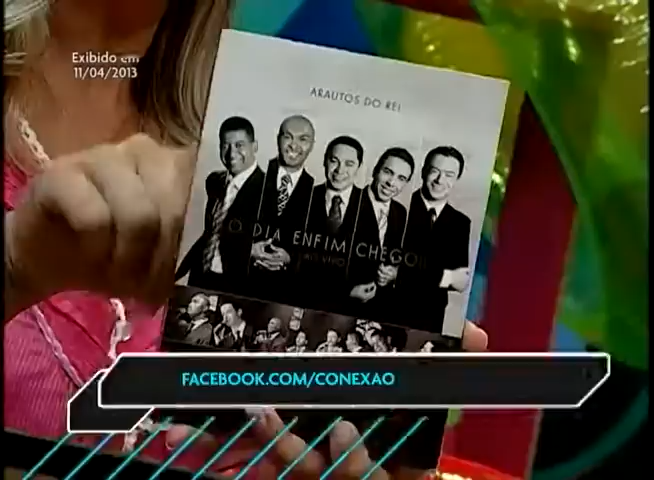 Exibido em
11/04/2013
ARAUTOS DO REI
O DIA ENFIM CHEGOU
AO VIVO
FACEBOOK.COM/CONEXAO